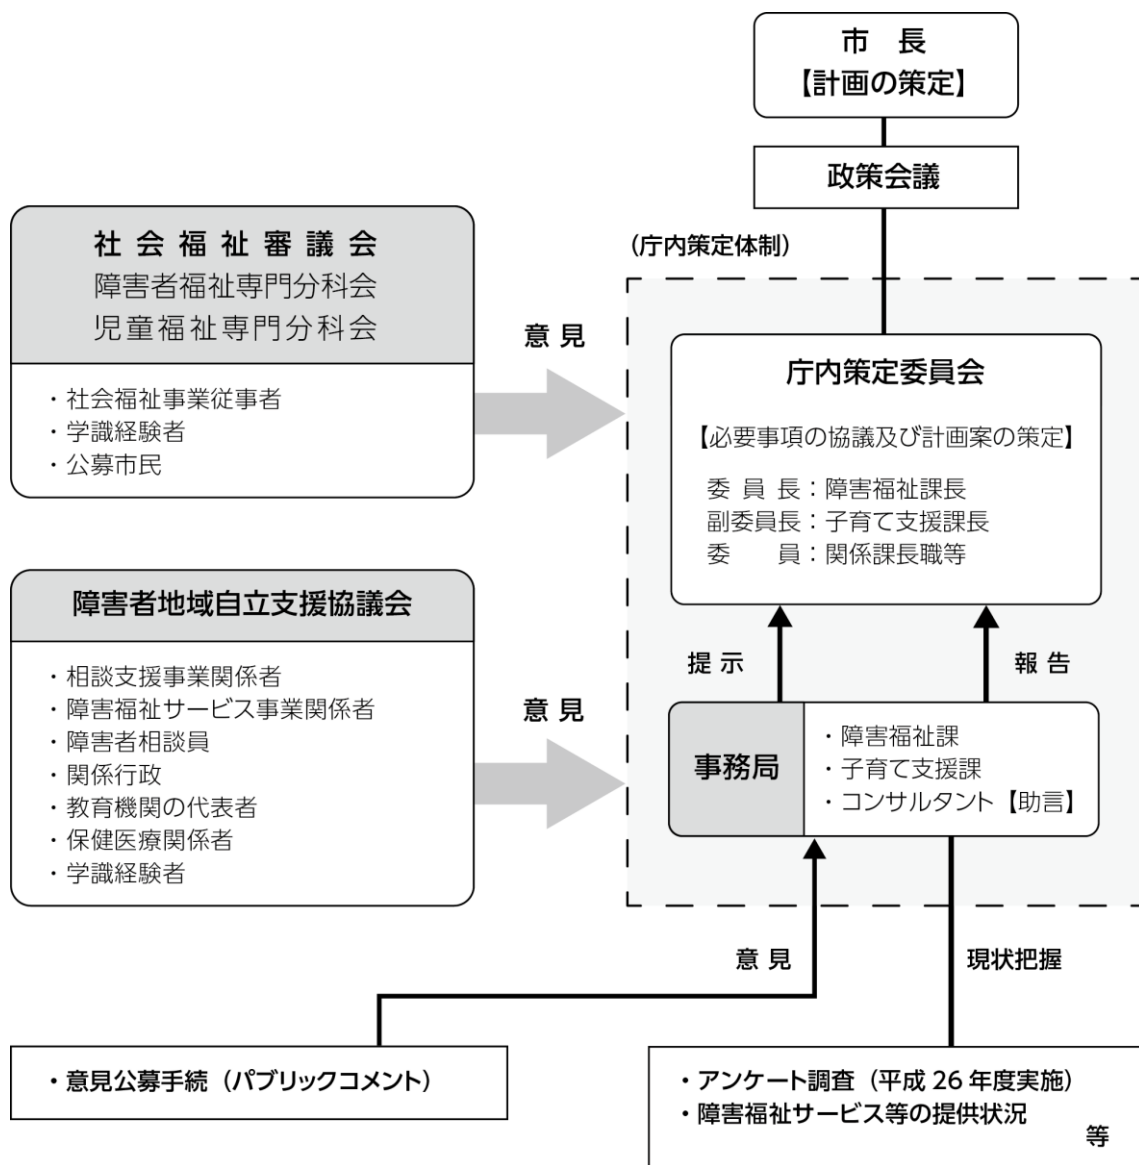 市　長
【計画の策定】
政策会議
（庁内策定体制）
社会福祉審議会
障害者福祉専門分科会
児童福祉専門分科会
・社会福祉事業従事者
・学識経験者
・公募市民
意見
庁内策定委員会
【必要事項の協議及び計画案の策定】
委 員 長：障害福祉課長
副委員長：子育て支援課長
委　　員：関係課長職等
障害者地域自立支援協議会
・相談支援事業関係者
・障害福祉サービス事業関係者
・障害者相談員
・関係行政
・教育機関の代表者
・保健医療関係者
・学識経験者
意見
提示
報告
事務局
・障害福祉課
・子育て支援課
・コンサルタント【助言】
意見
現状把握
・意見公募手続（パブリックコメント）
・アンケート調査（平成 26 年度実施）
・障害福祉サービス等の提供状況
等